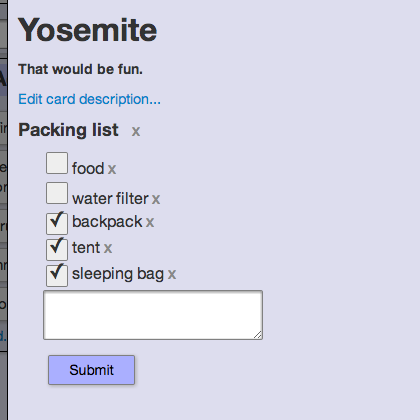 Yosemite
That would be fun.
Edit card description...
Packing list x
food x
water filter x
backpack x
tent x
sleeping bag x
Submit